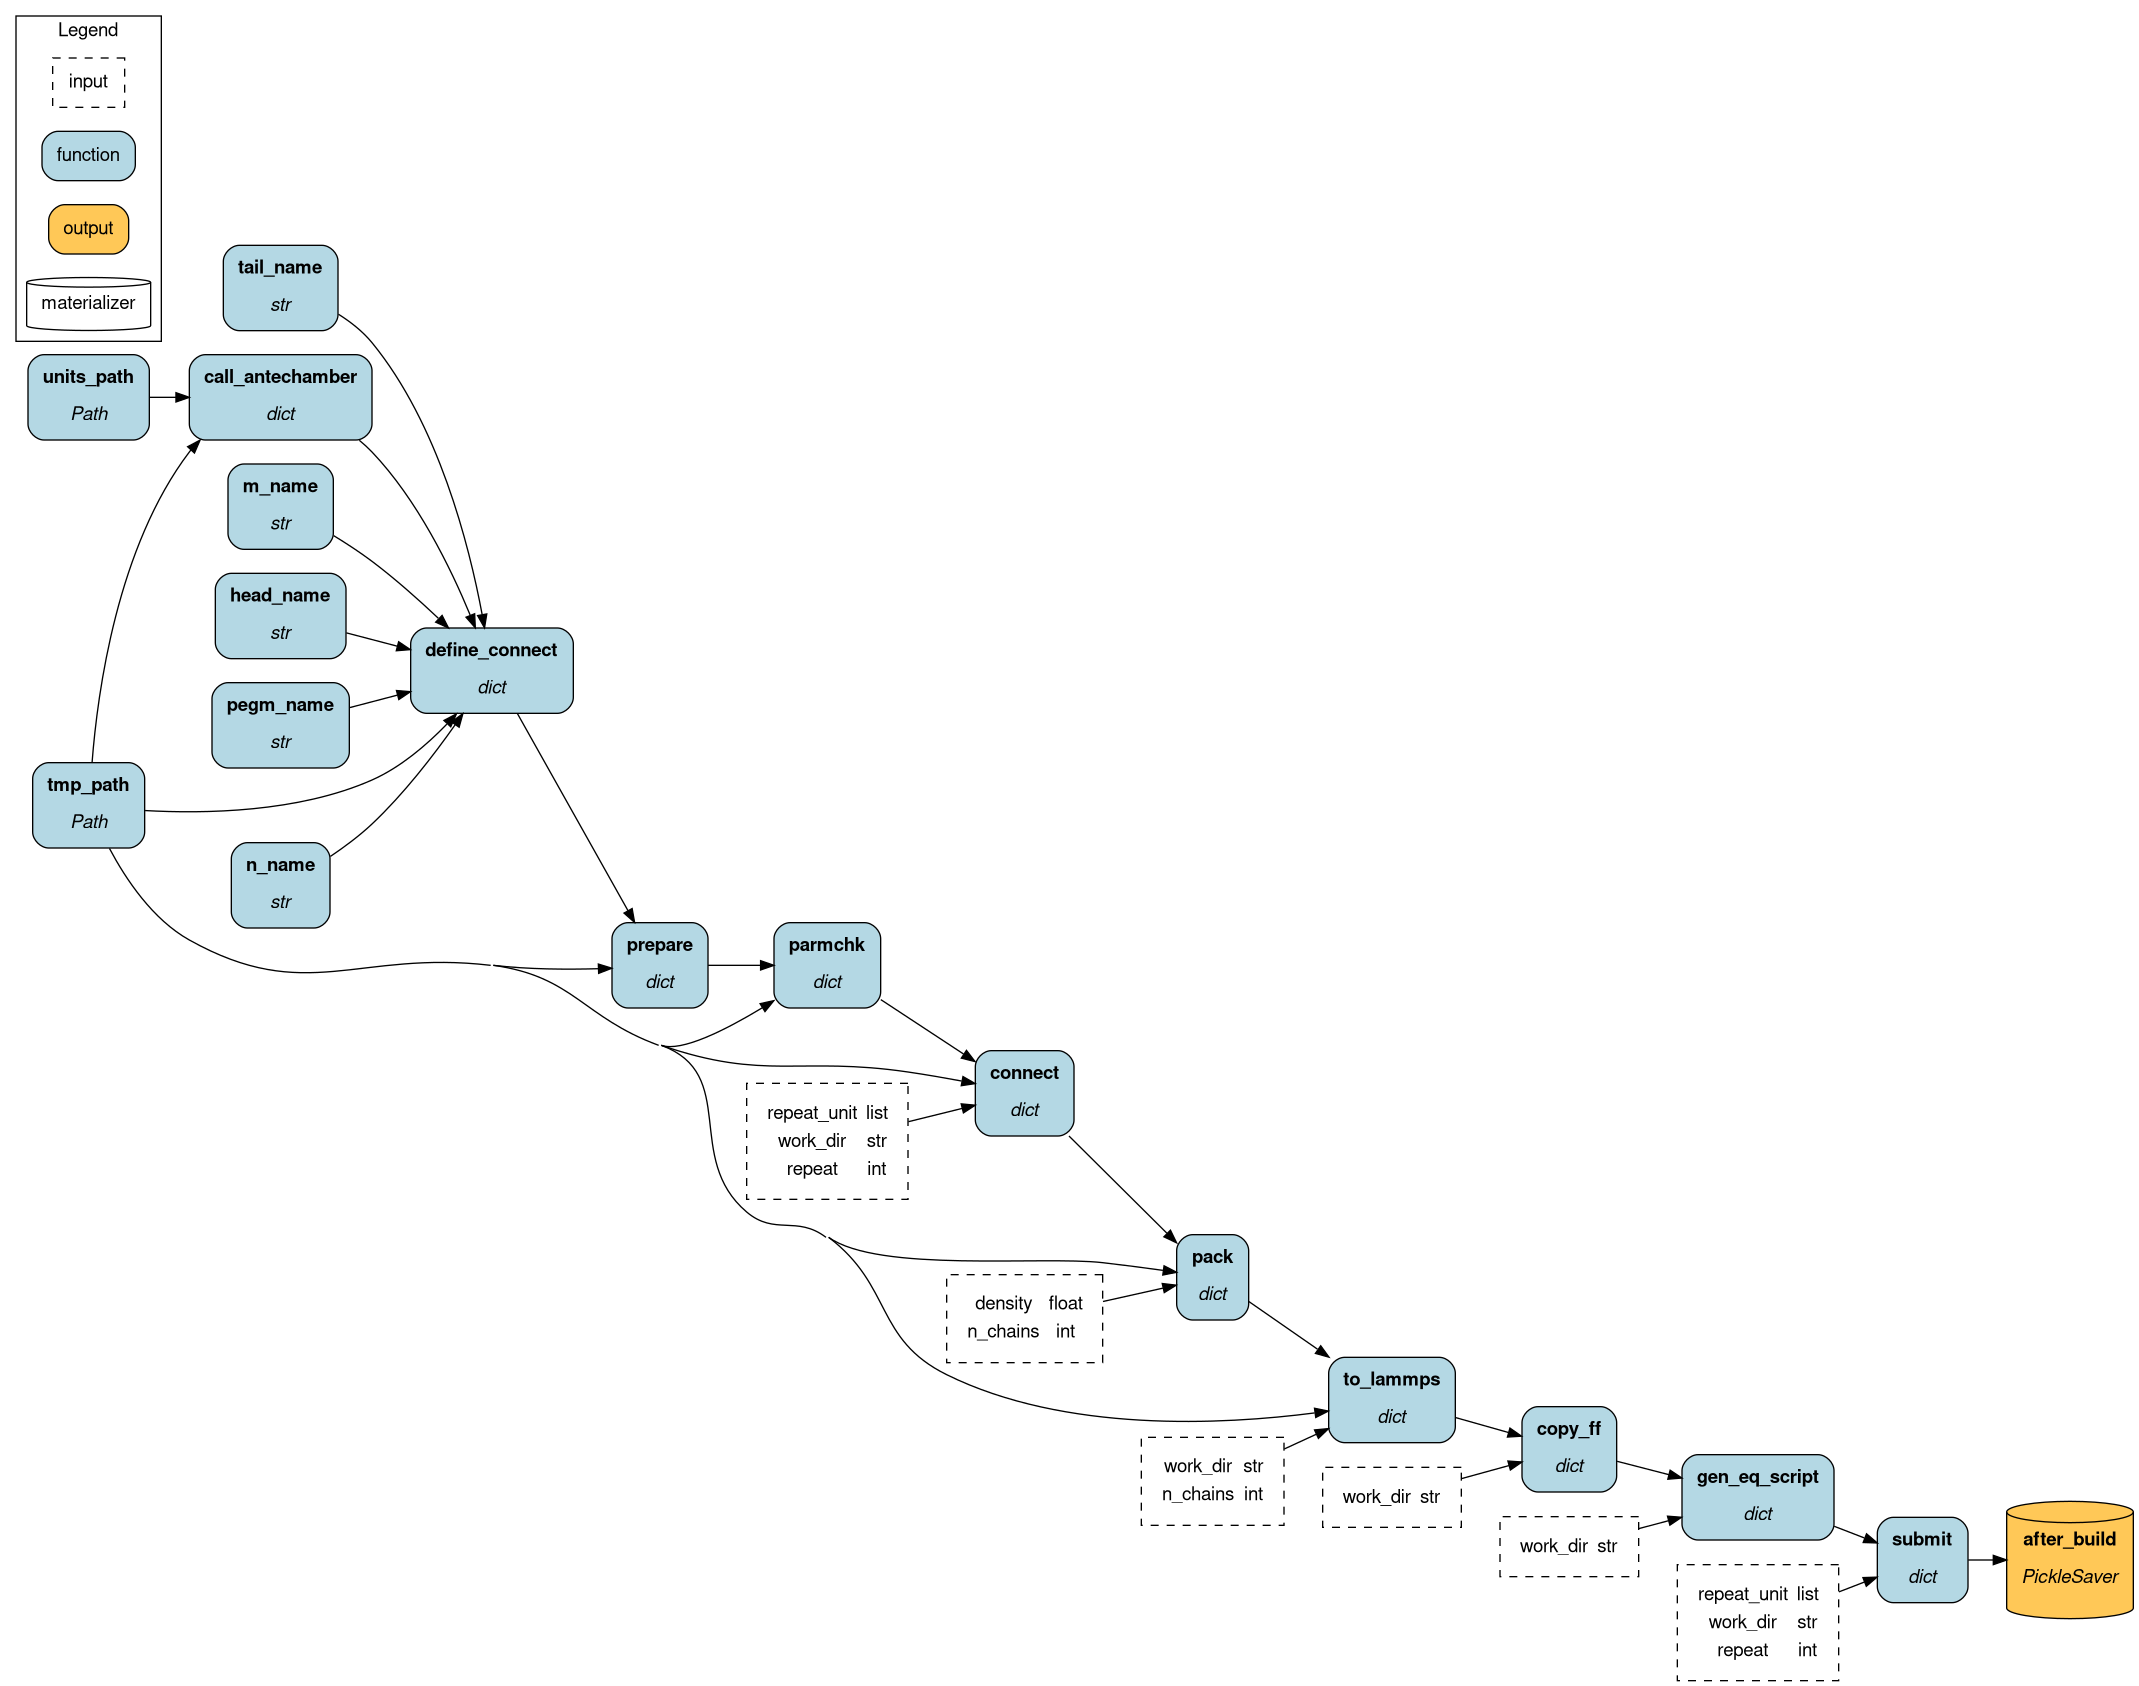 Legend
input
function
output
materializer
tail_name
str
units_path
Path
call_antechamber
dict
m_name
str
head_name
str
define_connect
dict
pegm_name
str
tmp_path
Path
n_name
str
prepare
dict
parmchk
dict
connect
dict
repeat_unit list
work_dir str
repeat int
pack
dict
density float
n_chains int
to_lammps
dict
work_dir str
n_chains int
copy_ff
dict
work_dir str
gen_eq_script
dict
work_dir str
submit
dict
repeat_unit list
work_dir str
repeat int
after_build
PickleSaver